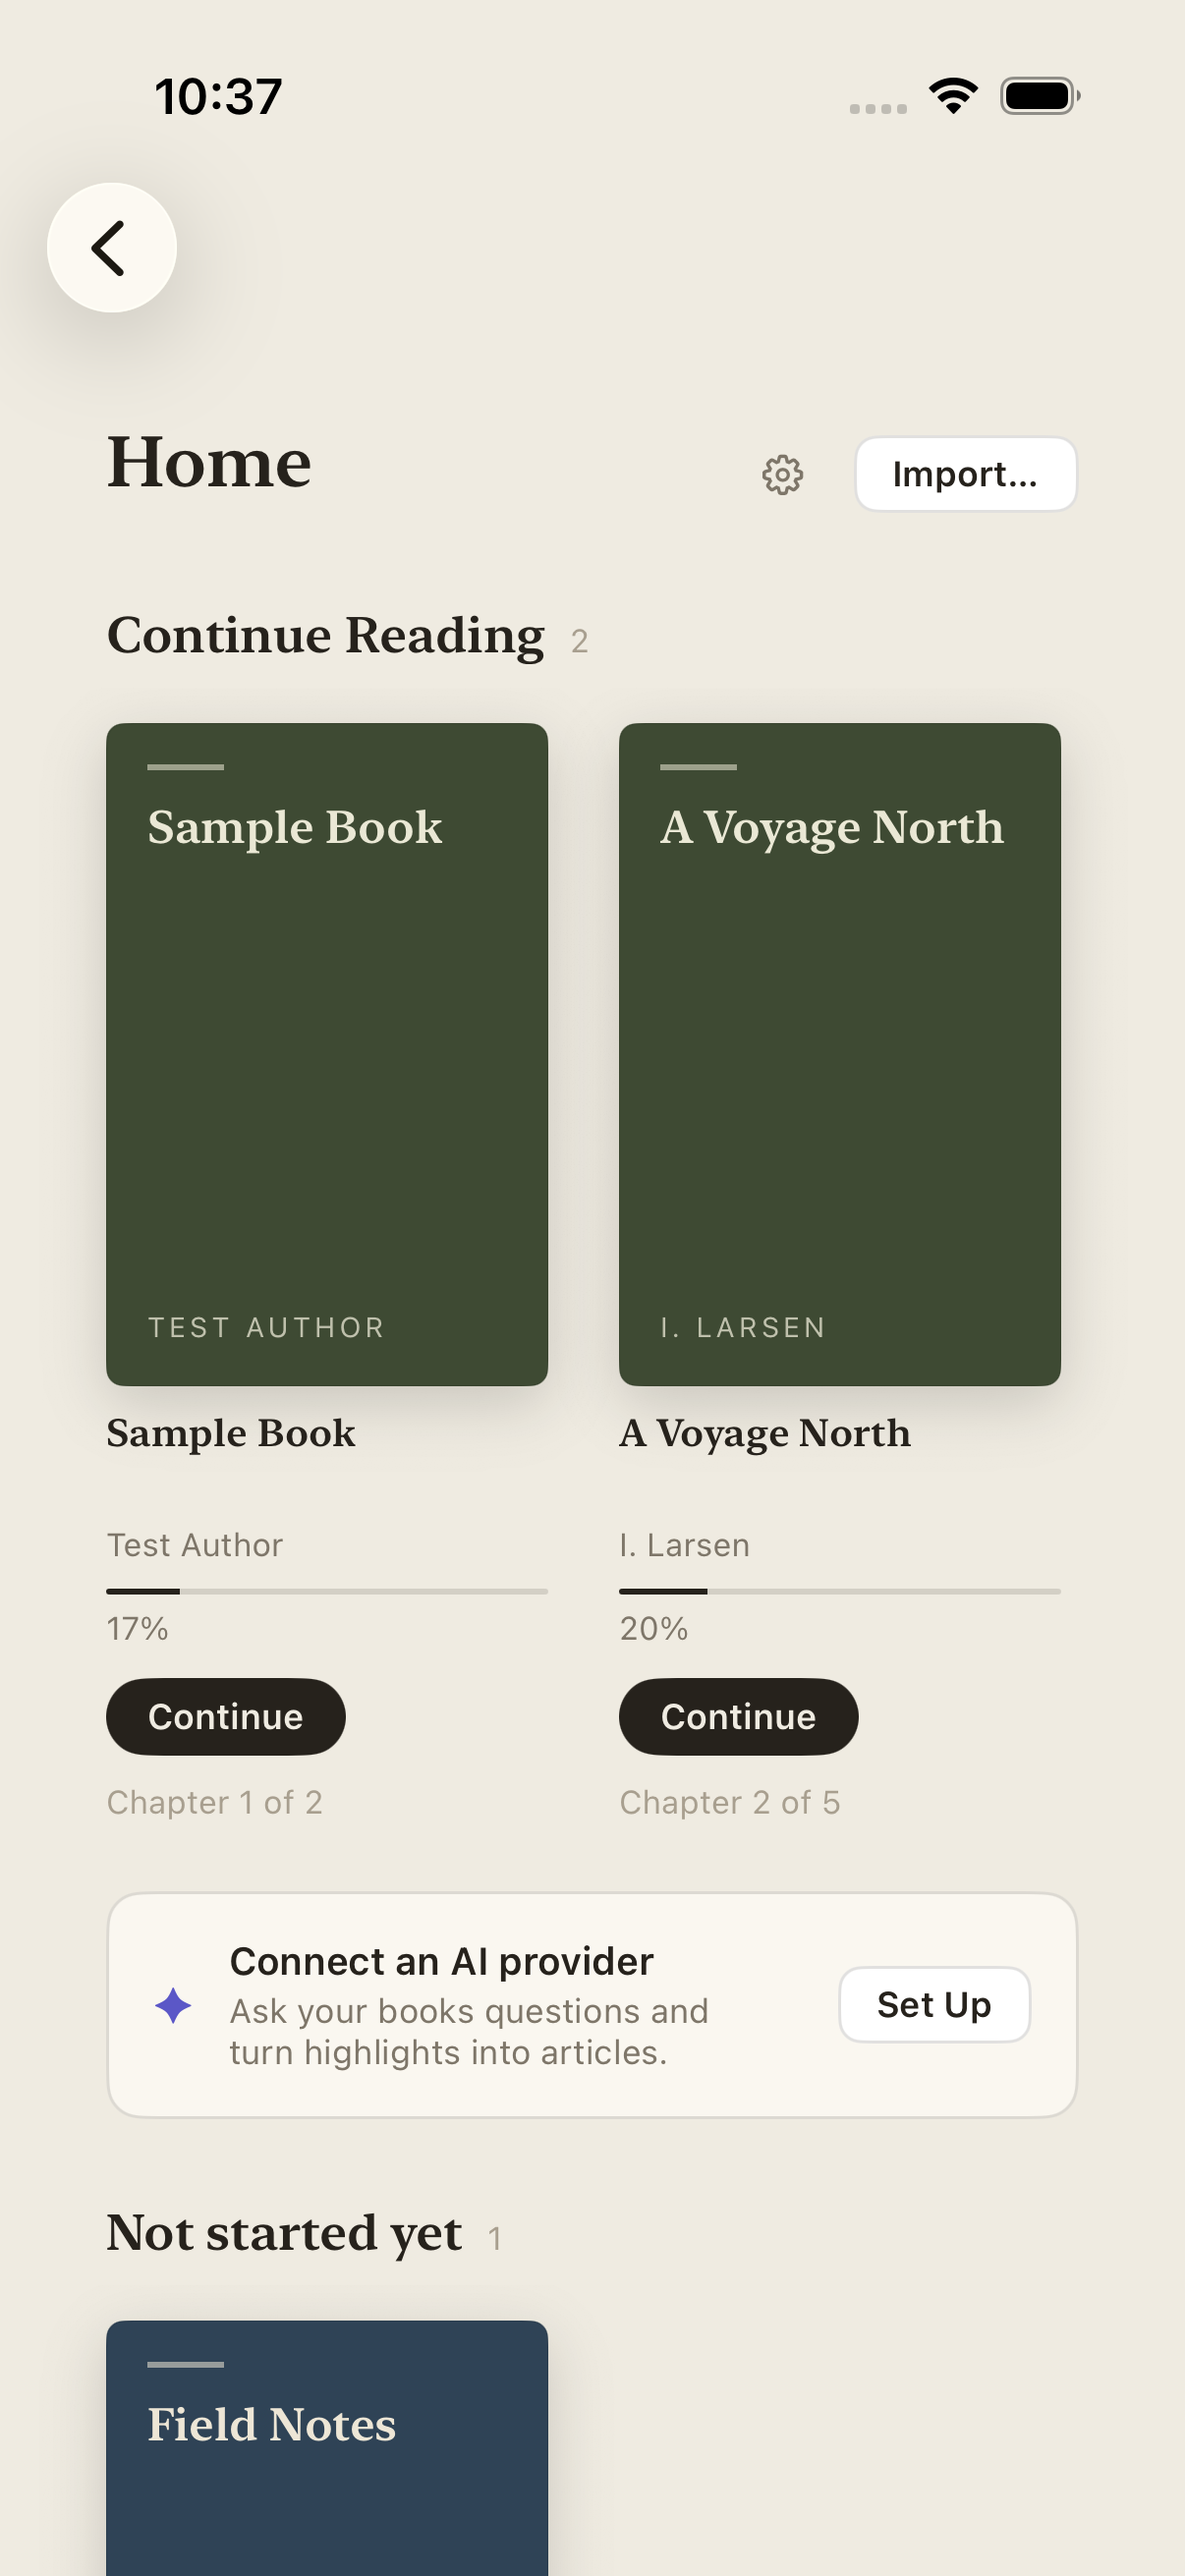 10:37
Home
Import...
Continue Reading 2
Sample Book
TEST AUTHOR
A Voyage North
I. LARSEN
Sample Book
Test Author
17%
Continue
Chapter 1 of 2
A Voyage North
I. Larsen
20%
Continue
Chapter 2 of 5
Connect an AI provider
Ask your books questions and
turn highlights into articles.
Set Up
Not started yet 1
Field Notes